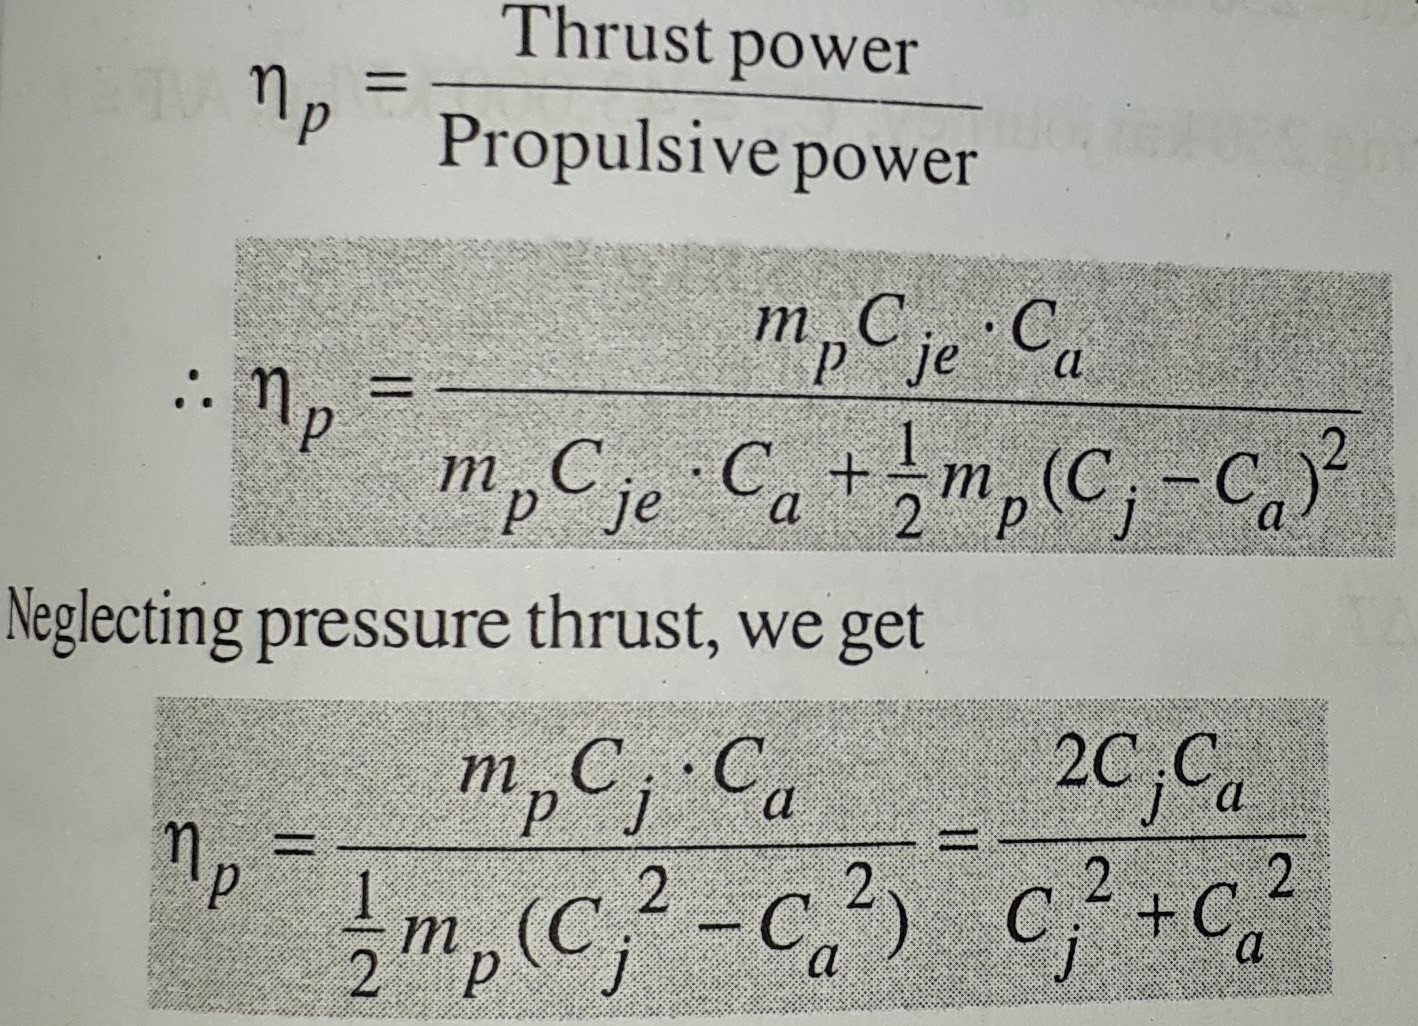 η_p = Thrust power / Propulsive power
∴ η_p = m_p C_je · C_a / (m_p C_je · C_a + ½ m_p (C_j − C_a)²)
Neglecting pressure thrust, we get
η_p = m_p C_j · C_a / (½ m_p (C_j² − C_a²)) = 2C_j C_a / (C_j² + C_a²)